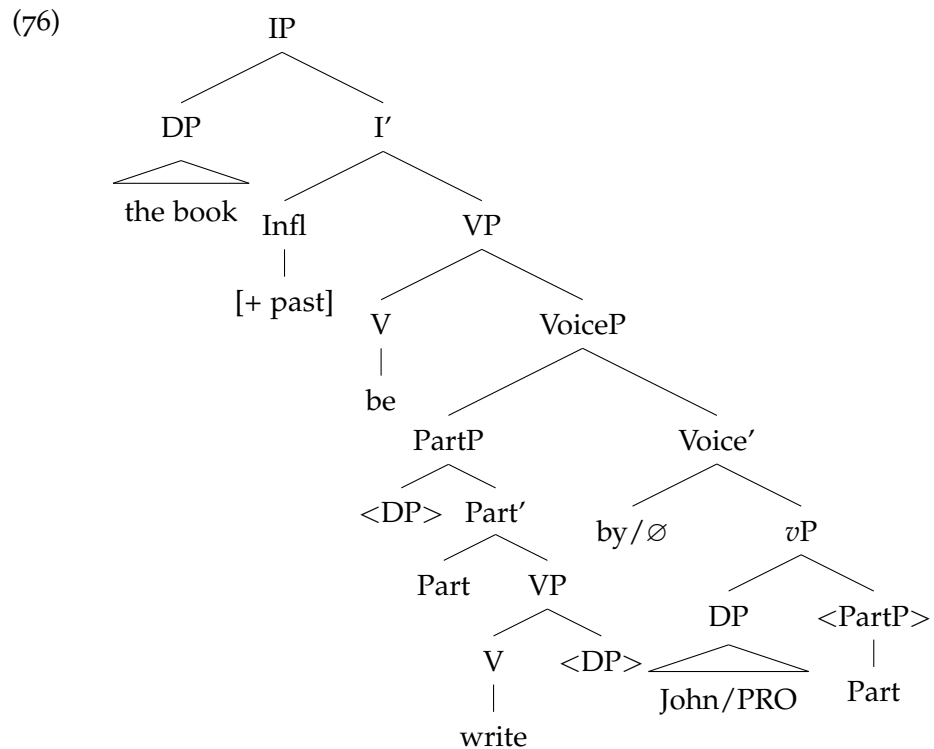 (76)
IP
DP I'
the book Infl VP
[+ past] V VoiceP
be
PartP Voice'
<DP> Part' by/∅ vP
Part VP DP <PartP>
V <DP> John/PRO Part
write